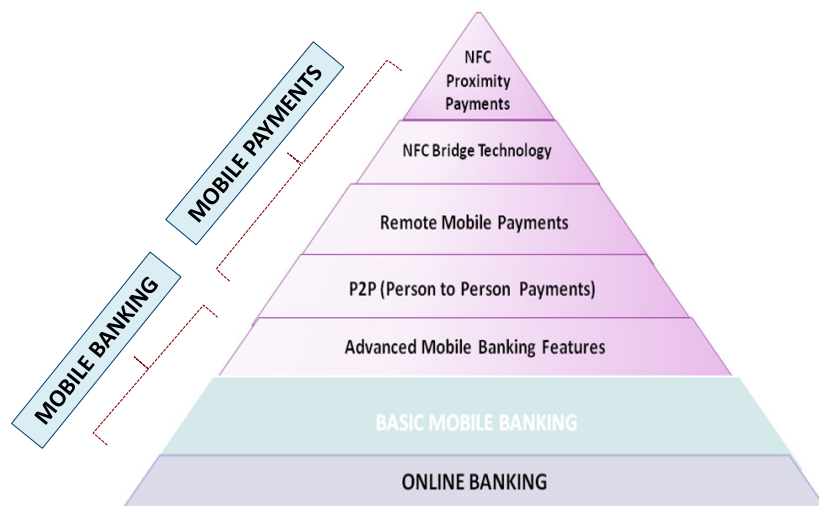 MOBILE PAYMENTS
MOBILE BANKING
NFC
Proximity
Payments
NFC Bridge Technology
Remote Mobile Payments
P2P (Person to Person Payments)
Advanced Mobile Banking Features
BASIC MOBILE BANKING
ONLINE BANKING